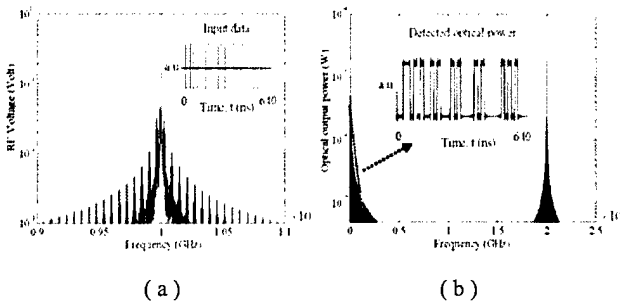 Input data
a.u
0 640
Time, t (ns)
RF Voltage (Volt)
0.9 0.95 1 1.05 1.1
Frequency (GHz)
Detected optical power
a.u
0 640
Time, t (ns)
Optical output power (W)
0 0.5 1 1.5 2 2.5
Frequency (GHz)
(a) (b)